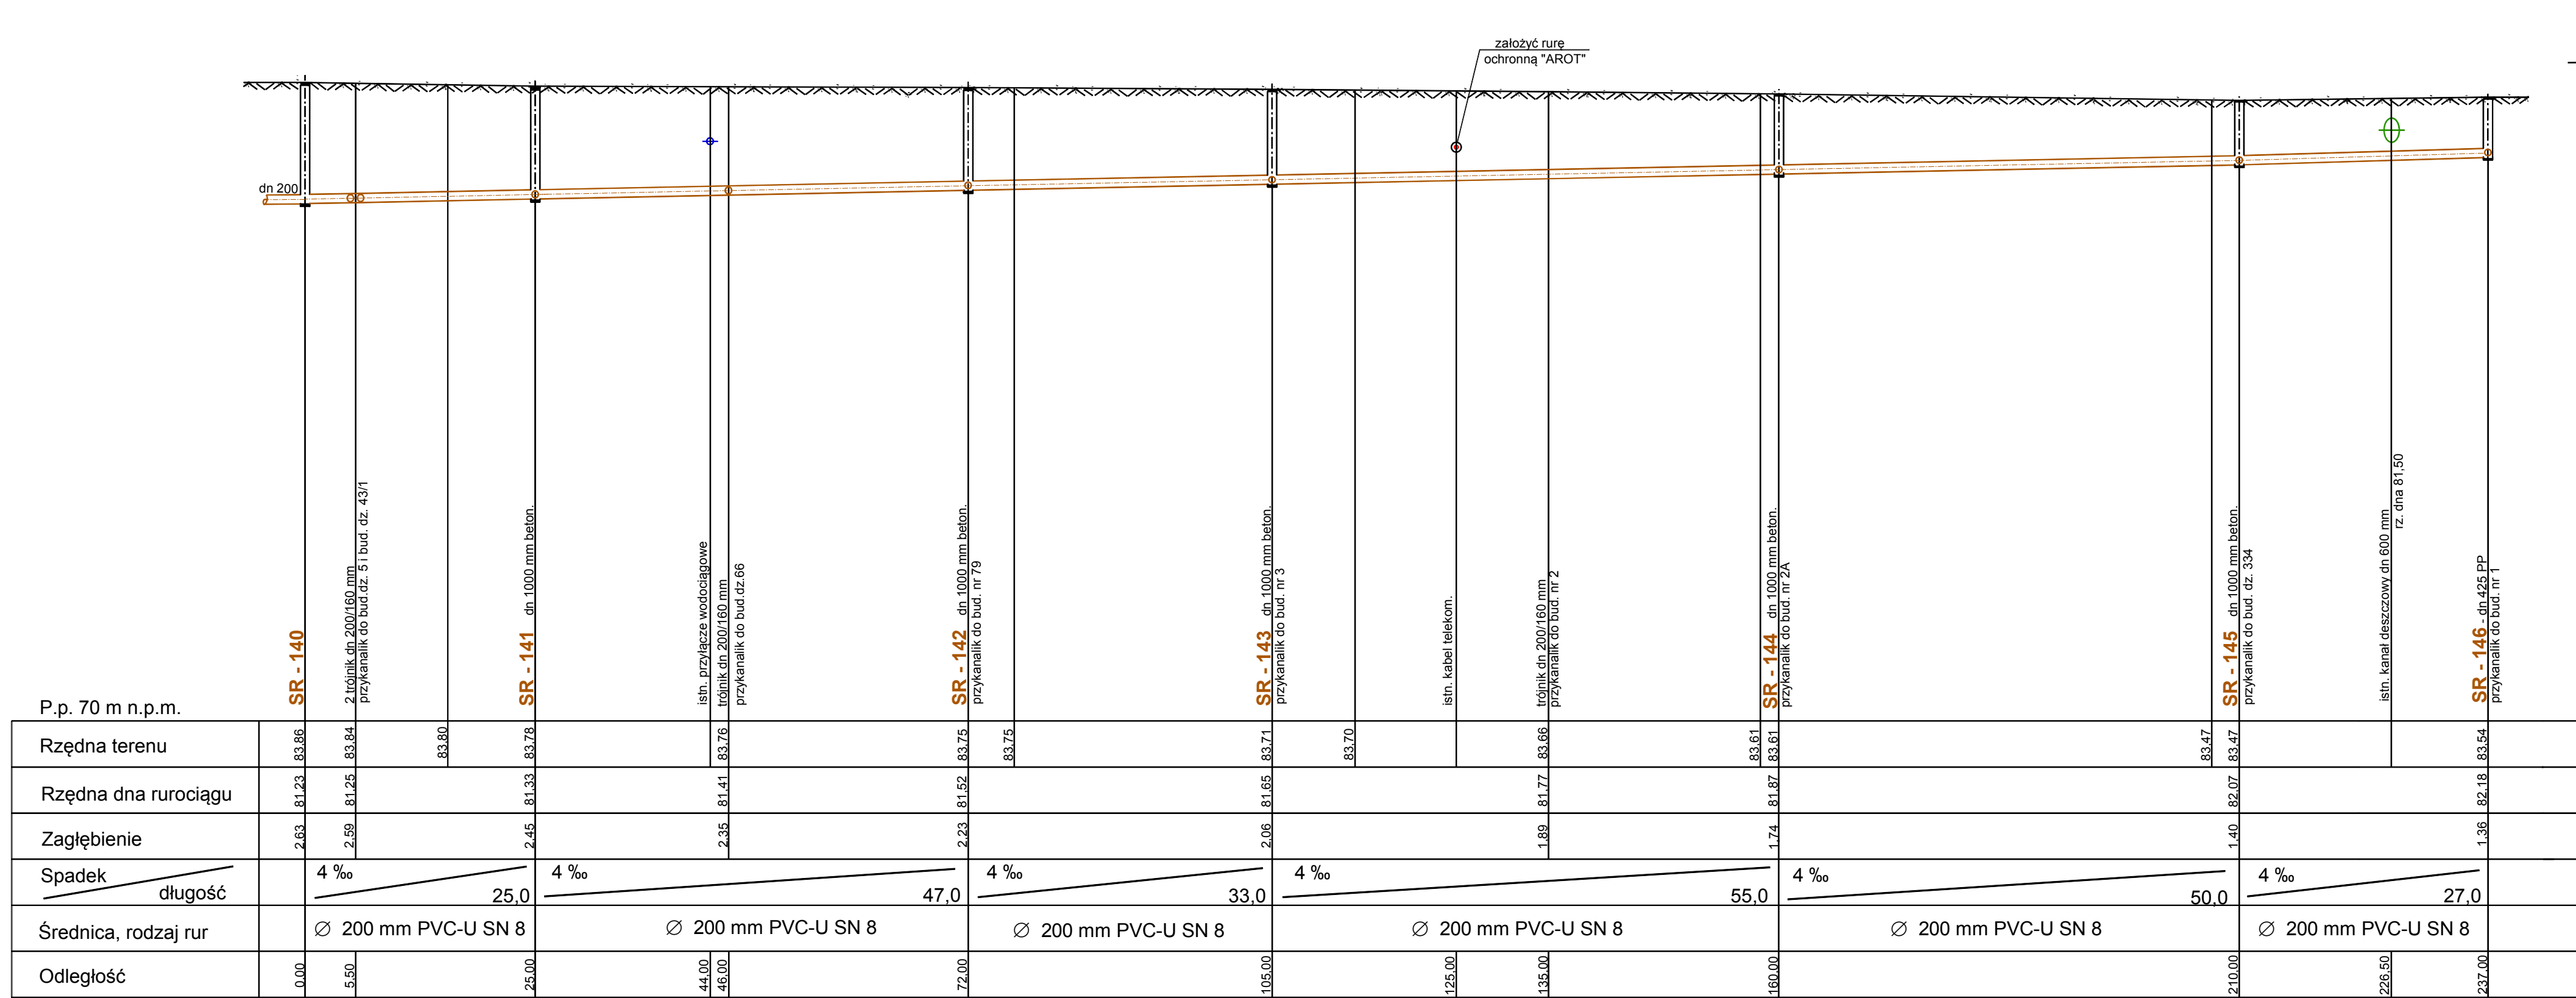 założyć rurę
ochronną "AROT"
dn 200
SR - 140
2 trójnik dn 200/160 mm
przykanalik do bud.dz. 5 i bud. dz. 43/1
SR - 141 dn 1000 mm beton.
istn. przyłącze wodociągowe
trójnik dn 200/160 mm
przykanalik do bud.dz.66
SR - 142 dn 1000 mm beton.
przykanalik do bud. nr 79
SR - 143 dn 1000 mm beton.
przykanalik do bud. nr 3
istn. kabel telekom.
trójnik dn 200/160 mm
przykanalik do bud. nr 2
SR - 144 dn 1000 mm beton.
przykanalik do bud. nr 2A
SR - 145 dn 1000 mm beton.
przykanalik do bud. dz. 334
istn. kanał deszczowy dn 600 mm
rz. dna 81,50
SR - 146 - dn 425 PP
przykanalik do bud. nr 1
P.p. 70 m n.p.m.
Rzędna terenu 83,86 83,84 83,80 83,78 83,76 83,75 83,75 83,71 83,70 83,66 83,61 83,61 83,47 83,47 83,54
Rzędna dna rurociągu 81,23 81,25 81,33 81,41 81,52 81,65 81,77 81,87 82,07 82,18
Zagłębienie 2,63 2,59 2,45 2,35 2,23 2,06 1,89 1,74 1,40 1,36
Spadek 4 ‰ 4 ‰ 4 ‰ 4 ‰ 4 ‰ 4 ‰
długość 25,0 47,0 33,0 55,0 50,0 27,0
Średnica, rodzaj rur ∅ 200 mm PVC-U SN 8 ∅ 200 mm PVC-U SN 8 ∅ 200 mm PVC-U SN 8 ∅ 200 mm PVC-U SN 8 ∅ 200 mm PVC-U SN 8 ∅ 200 mm PVC-U SN 8
Odległość 0,00 5,50 25,00 44,00 46,00 72,00 105,00 125,00 135,00 160,00 210,00 226,50 237,00